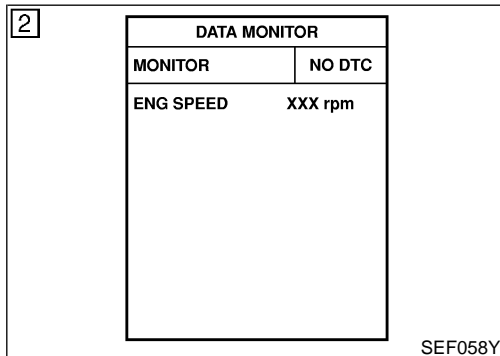 2
DATA MONITOR
MONITOR NO DTC
ENG SPEED XXX rpm
SEF058Y